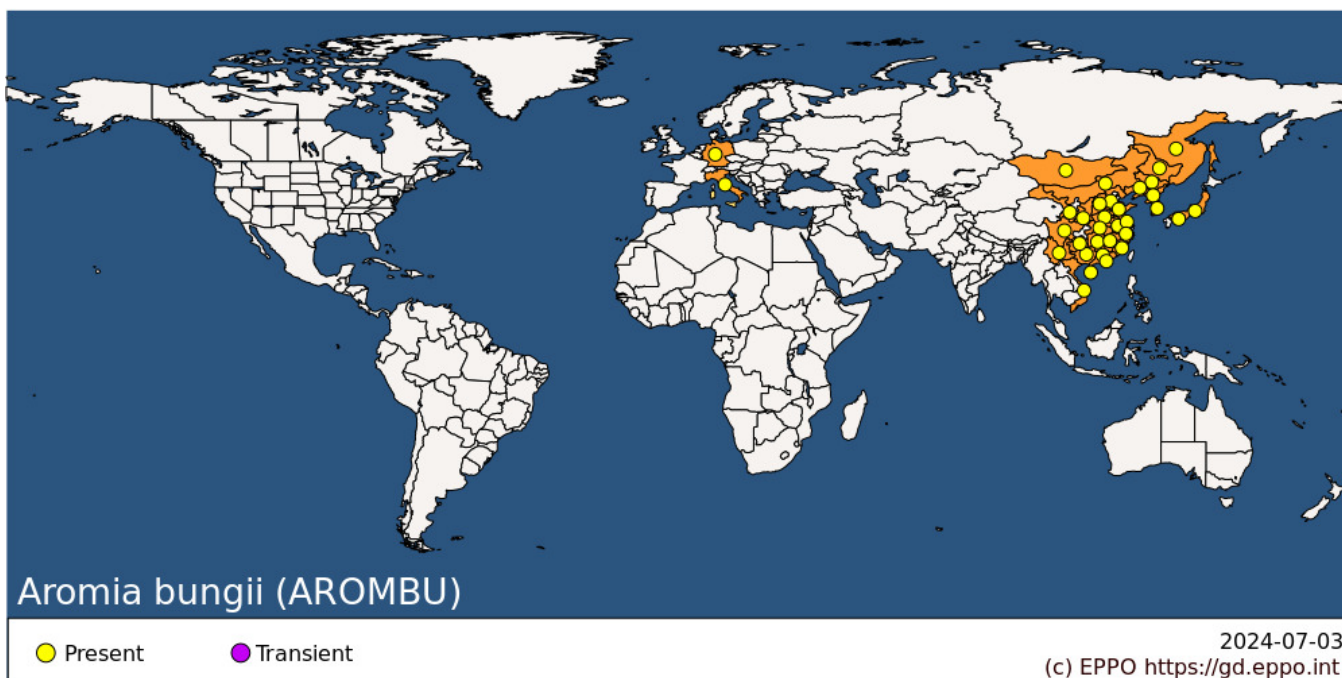 Aromia bungii (AROMBU)
Present
Transient
2024-07-03
(c) EPPO https://gd.eppo.int